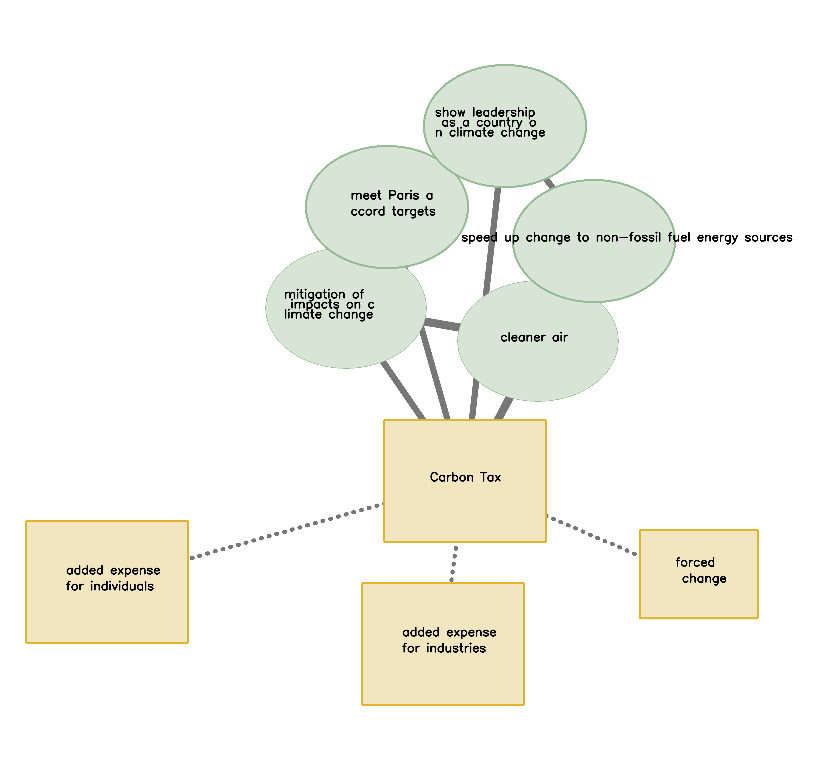 show leadership
as a country o
n climate change
meet Paris a
ccord targets
speed up change to non-fossil fuel energy sources
mitigation of
impacts on c
limate change
cleaner air
Carbon Tax
added expense
for individuals
forced
change
added expense
for industries